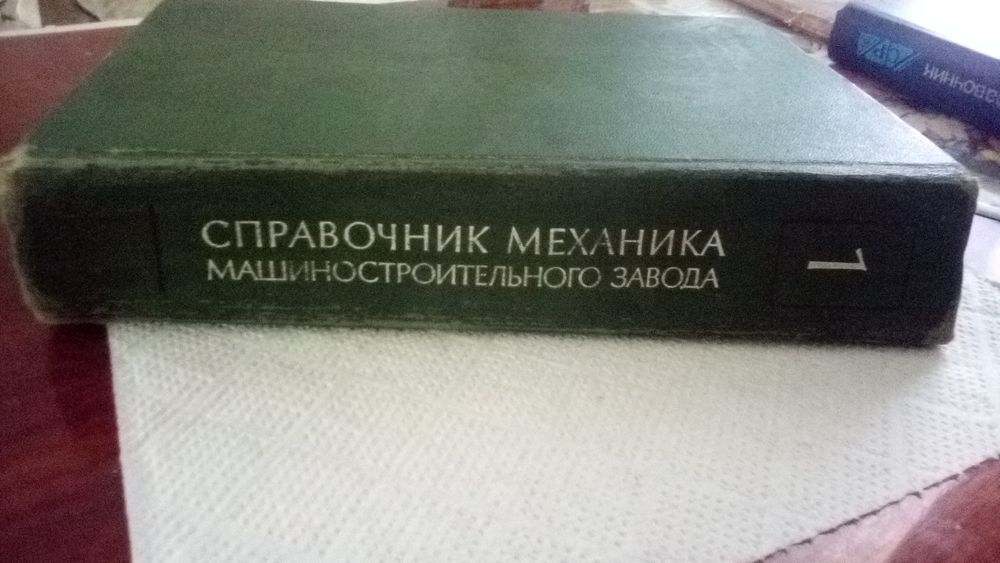 СПРАВОЧНИК МЕХАНИКА
МАШИНОСТРОИТЕЛЬНОГО ЗАВОДА
1